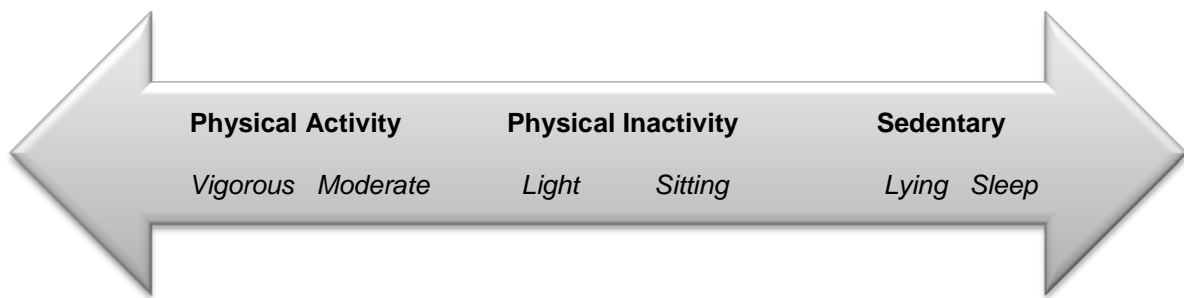 Physical Activity Physical Inactivity Sedentary
Vigorous Moderate Light Sitting Lying Sleep